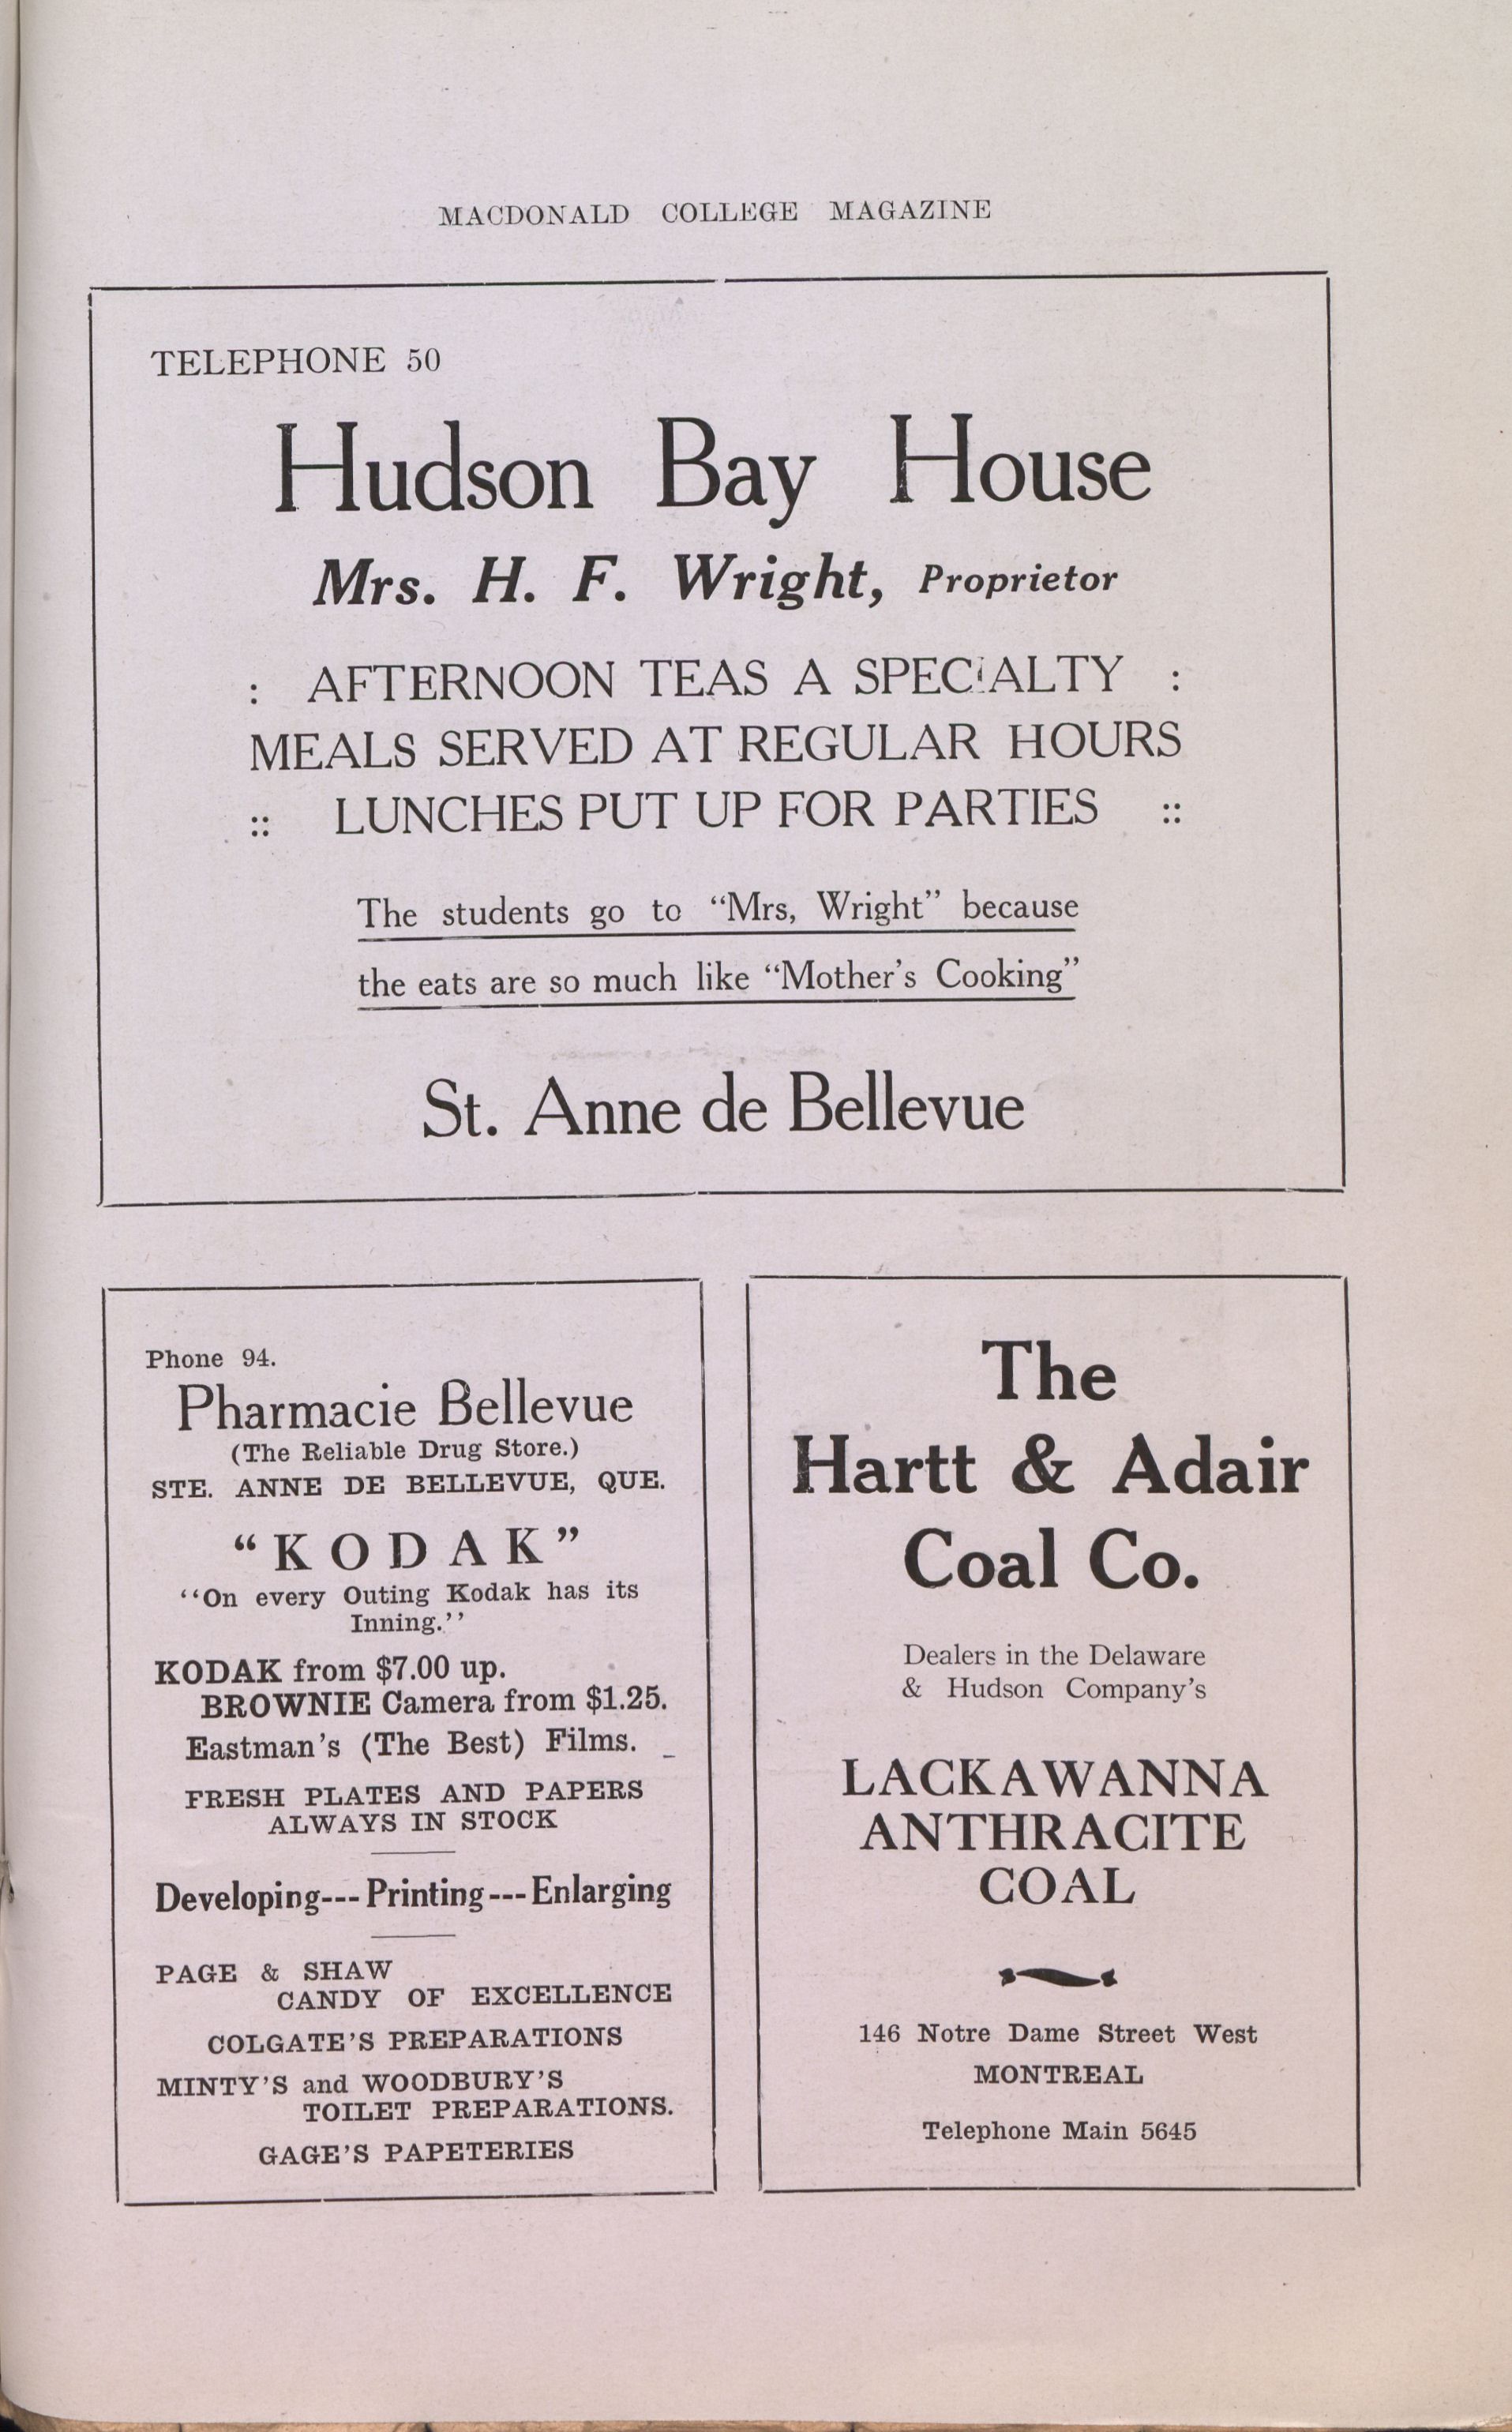 MACDONALD COLLEGE MAGAZINE
TELEPHONE 50
Hudson Bay House
Mrs. H. F. Wright, Proprietor
: AFTERNOON TEAS A SPECIALTY :
MEALS SERVED AT REGULAR HOURS
:: LUNCHES PUT UP FOR PARTIES ::
The students go to “Mrs, Wright” because
the eats are so much like “Mother’s Cooking”
St. Anne de Bellevue
Phone 94.
Pharmacie Bellevue
(The Reliable Drug Store.)
STE. ANNE DE BELLEVUE, QUE.
“KODAK”
‘‘On every Outing Kodak has its
Inning.’’
KODAK from $7.00 up.
BROWNIE Camera from $1.25.
Eastman’s (The Best) Films.
FRESH PLATES AND PAPERS
ALWAYS IN STOCK
Developing---Printing---Enlarging
PAGE & SHAW
CANDY OF EXCELLENCE
COLGATE’S PREPARATIONS
MINTY’S and WOODBURY’S
TOILET PREPARATIONS.
GAGE’S PAPETERIES
The
Hartt & Adair
Coal Co.
Dealers in the Delaware
& Hudson Company’s
LACKAWANNA
ANTHRACITE
COAL
146 Notre Dame Street West
MONTREAL
Telephone Main 5645